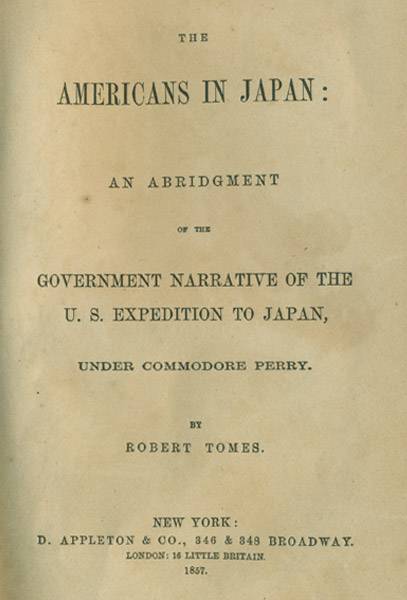 THE
AMERICANS IN JAPAN:
AN ABRIDGMENT
OF THE
GOVERNMENT NARRATIVE OF THE
U. S. EXPEDITION TO JAPAN,
UNDER COMMODORE PERRY.
BY
ROBERT TOMES.
NEW YORK:
D. APPLETON & CO., 346 & 348 BROADWAY.
LONDON: 16 LITTLE BRITAIN.
1857.